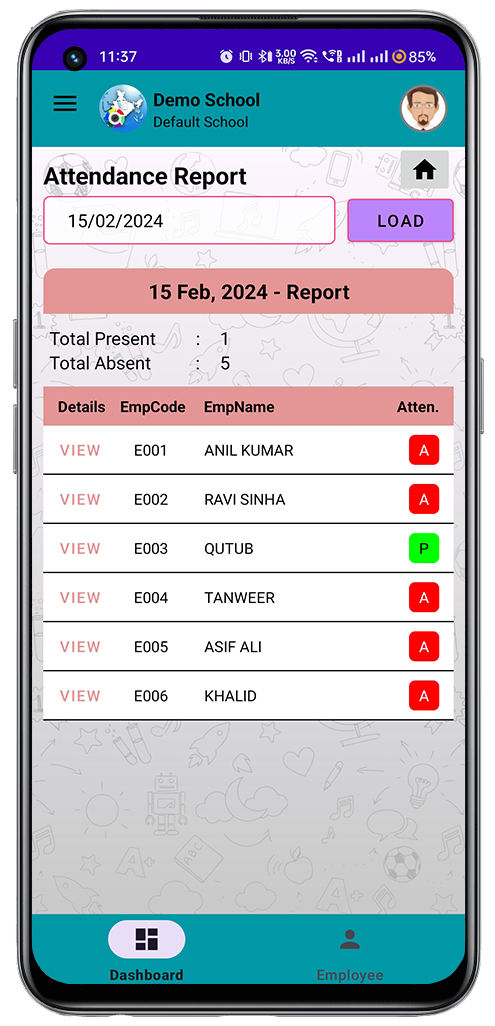 11:37 3.00 KB/S 85%
Demo School
Default School
Attendance Report
15/02/2024 LOAD
15 Feb, 2024 - Report
Total Present : 1
Total Absent : 5
Details EmpCode EmpName Atten.
VIEW E001 ANIL KUMAR A
VIEW E002 RAVI SINHA A
VIEW E003 QUTUB P
VIEW E004 TANWEER A
VIEW E005 ASIF ALI A
VIEW E006 KHALID A
A+
ABC
Dashboard Employee